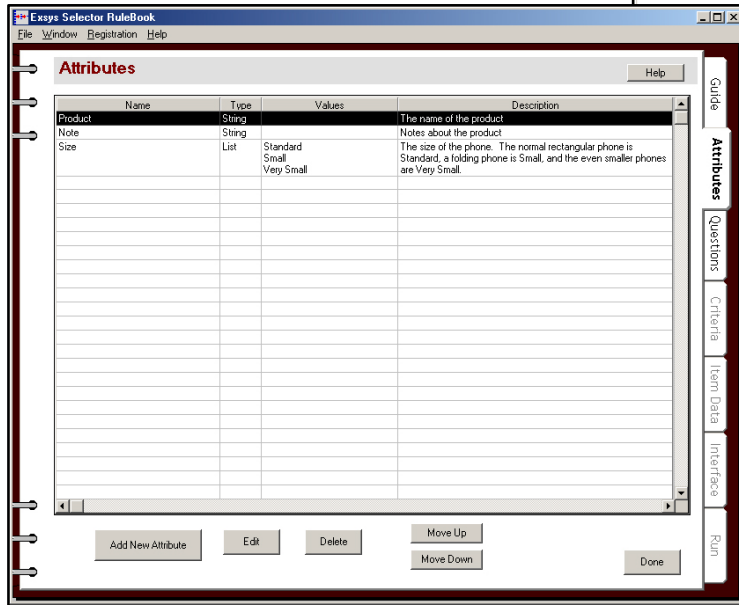 Exsys Selector RuleBook
File Window Registration Help
Attributes
Help
Name Type Values Description
Product String The name of the product
Note String Notes about the product
Size List Standard The size of the phone. The normal rectangular phone is
Small Standard, a folding phone is Small, and the even smaller phones
Very Small are Very Small.
Add New Attribute
Edit
Delete
Move Up
Move Down
Done
Guide
Attributes
Questions
Criteria
Item Data
Interface
Run